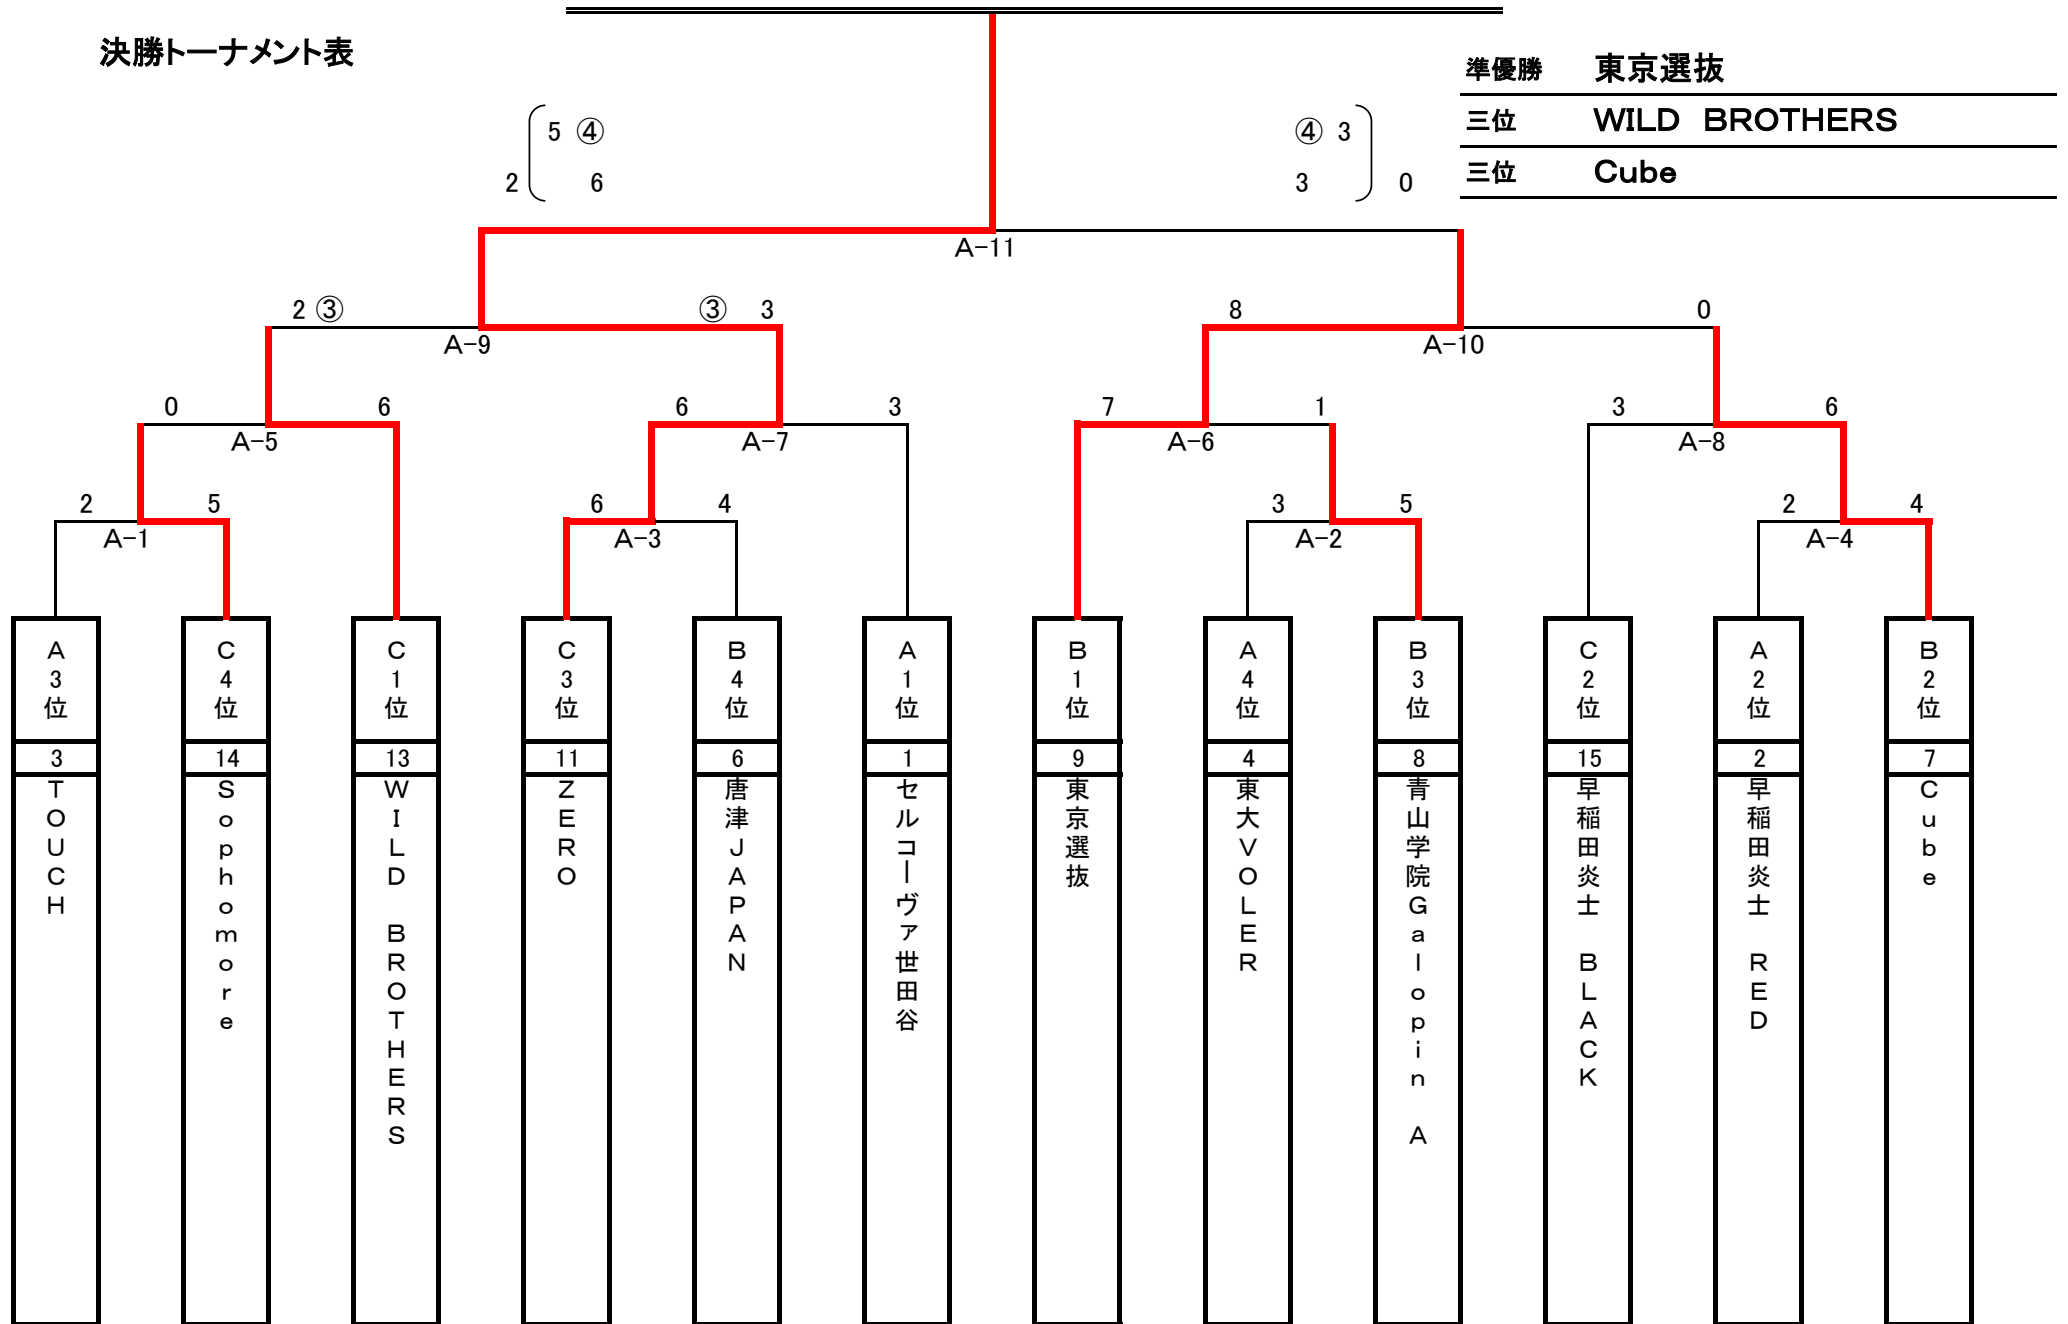 決勝トーナメント表
準優勝 東京選抜
三位 WILD BROTHERS
三位 Cube
5 ④ ④ 3
2 6 3 0
A-11
2 ③ ③ 3 8 0
A-9 A-10
0 6 6 3 7 1 3 6
A-5 A-7 A-6 A-8
2 5 6 4 3 5 2 4
A-1 A-3 A-2 A-4
A3位 C4位 C1位 C3位 B4位 A1位 B1位 A4位 B3位 C2位 A2位 B2位
3 14 13 11 6 1 9 4 8 15 2 7
TOUCH
Sophomore
WILD BROTHERS
ZERO
唐津JAPAN
セルコーヴァ世田谷
東京選抜
東大VOLER
青山学院Galopin A
早稲田炎士 BLACK
早稲田炎士 RED
Cube